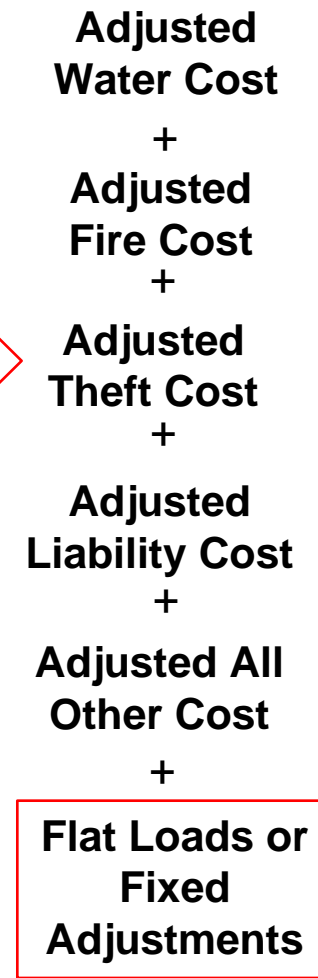 Adjusted
Water Cost
+
Adjusted
Fire Cost
+
Adjusted
Theft Cost
+
Adjusted
Liability Cost
+
Adjusted All
Other Cost
+
Flat Loads or
Fixed
Adjustments